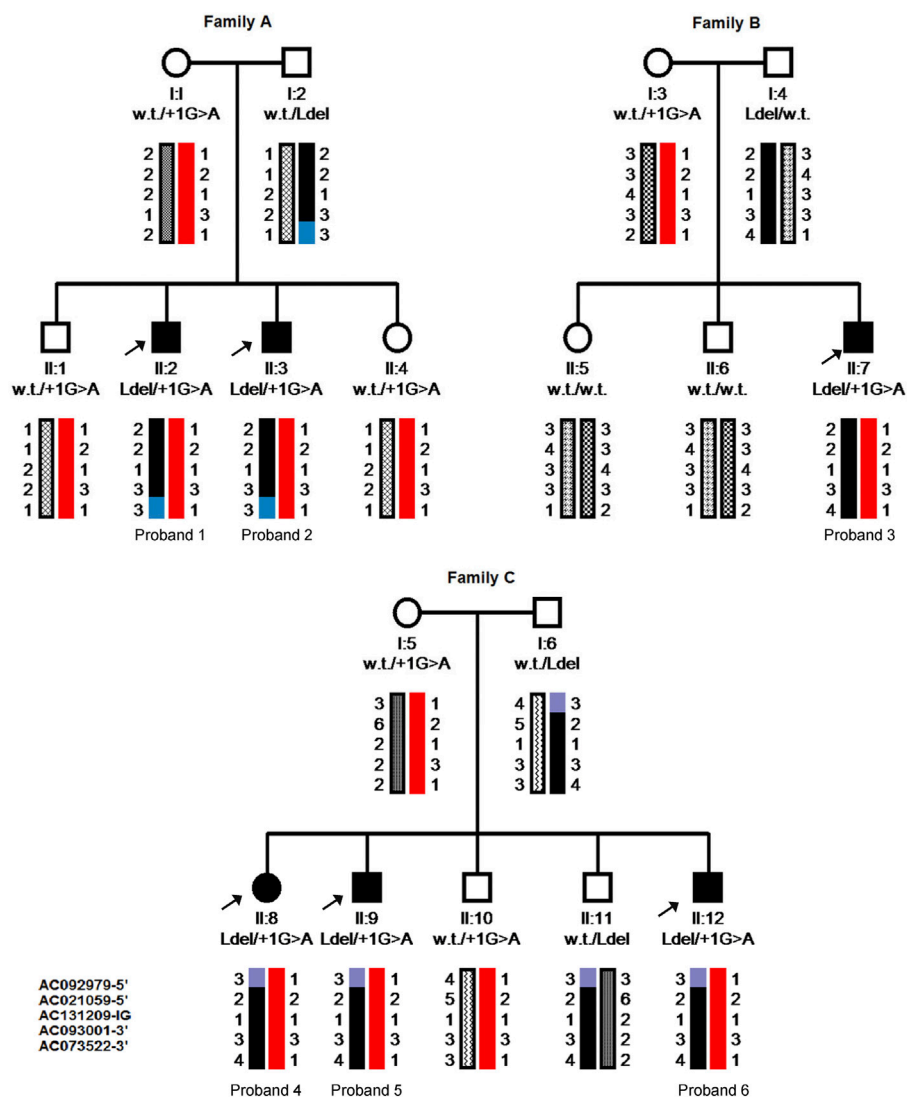 Family A
Family B
I:I
I:2
w.t./+1G>A
w.t./Ldel
I:3
I:4
w.t./+1G>A
Ldel/w.t.
2 1 1 2
2 2 1 2
2 1 2 1
1 3 2 3
2 1 1 3
3 1 2 3
3 2 2 4
4 1 1 3
3 3 3 3
2 1 4 1
II:1
II:2
II:3
II:4
w.t./+1G>A
Ldel/+1G>A
Ldel/+1G>A
w.t./+1G>A
II:5
II:6
II:7
w.t./w.t.
w.t./w.t.
Ldel/+1G>A
1 1 2 1 2 1 1 1
1 2 2 2 2 2 1 2
2 1 1 1 1 1 2 1
2 3 3 3 3 3 2 3
1 1 3 1 3 1 1 1
3 3 3 3 2 1
4 3 4 3 2 2
3 4 3 4 1 1
3 3 3 3 3 3
1 2 1 2 4 1
Proband 1
Proband 2
Proband 3
Family C
I:5
I:6
w.t./+1G>A
w.t./Ldel
3 1 4 3
6 2 5 2
2 1 1 1
2 3 3 3
2 1 3 4
II:8
II:9
II:10
II:11
II:12
Ldel/+1G>A
Ldel/+1G>A
w.t./+1G>A
w.t./Ldel
Ldel/+1G>A
AC092979-5'
AC021059-5'
AC131209-IG
AC093001-3'
AC073522-3'
3 1 3 1 4 1 3 3 3 1
2 2 2 2 5 2 2 6 2 2
1 1 1 1 1 1 1 2 1 1
3 3 3 3 3 3 3 2 3 3
4 1 4 1 3 1 4 2 4 1
Proband 4
Proband 5
Proband 6